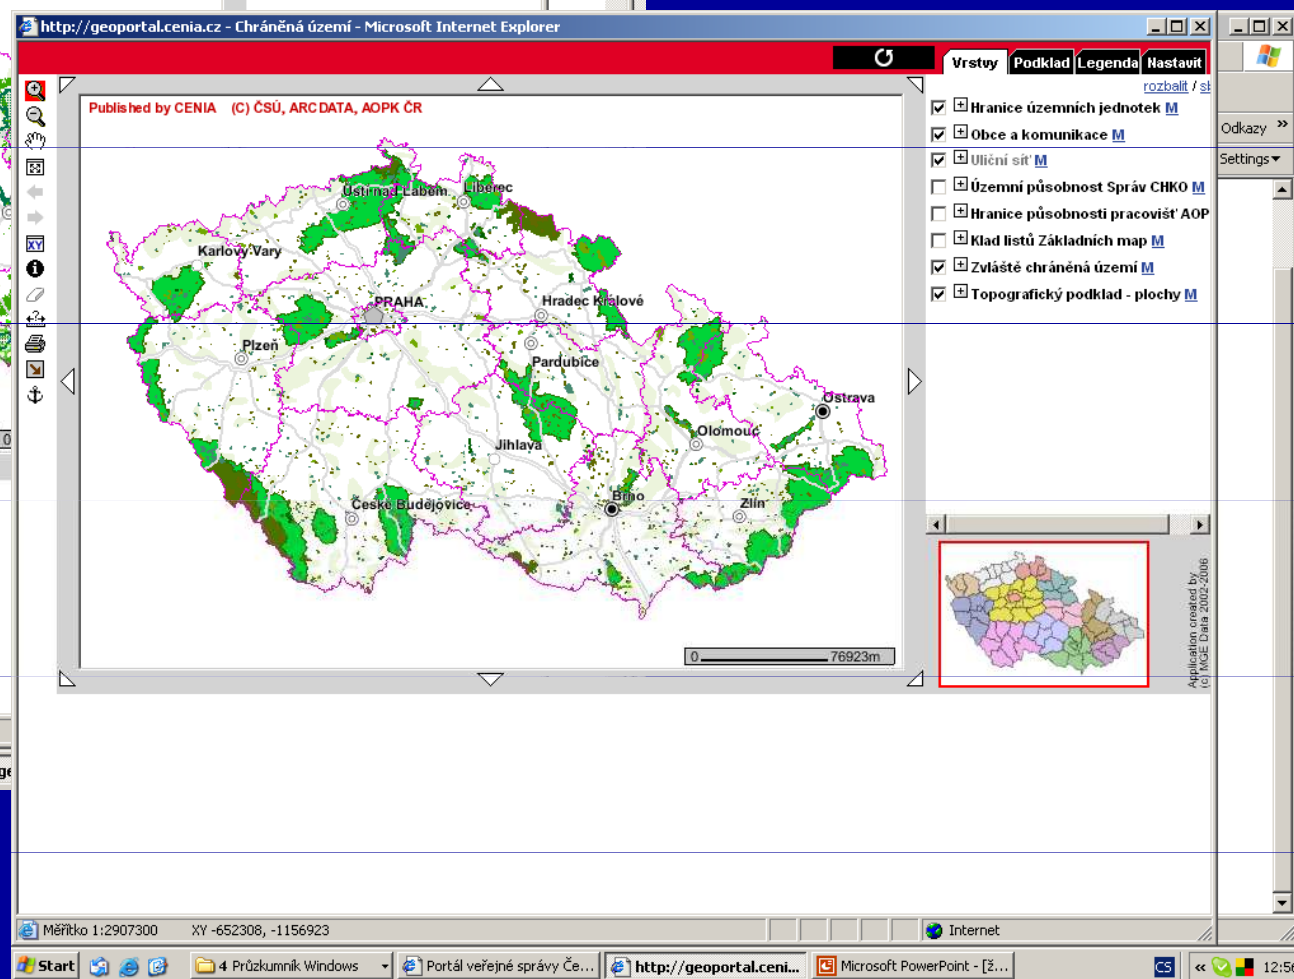 http://geoportal.cenia.cz - Chráněná území - Microsoft Internet Explorer
Vrstvy Podklad Legenda Nastavit
rozbalit /
Published by CENIA (C) ČSÚ, ARCDATA, AOPK ČR
Hranice územních jednotek M
Obce a komunikace M
Uliční síť M
Územní působnost Správ CHKO M
Hranice působnosti pracovišť AOP
Klad listů Základních map M
Zvláště chráněná území M
Topografický podklad - plochy M
Odkazy »
Settings
XY
Ústí nad Labem
Liberec
Karlovy Vary
PRAHA
Hradec Králové
Plzeň
Pardubice
Ostrava
Olomouc
Jihlava
Brno
Zlín
České Budějovice
0 76923m
Application created by
(c) MGE Data 2002-2006
Měřítko 1:2907300 XY -652308, -1156923
Internet
Start
4 Průzkumník Windows
Portál veřejné správy Če...
http://geoportal.ceni...
Microsoft PowerPoint - [ž...
CS
«